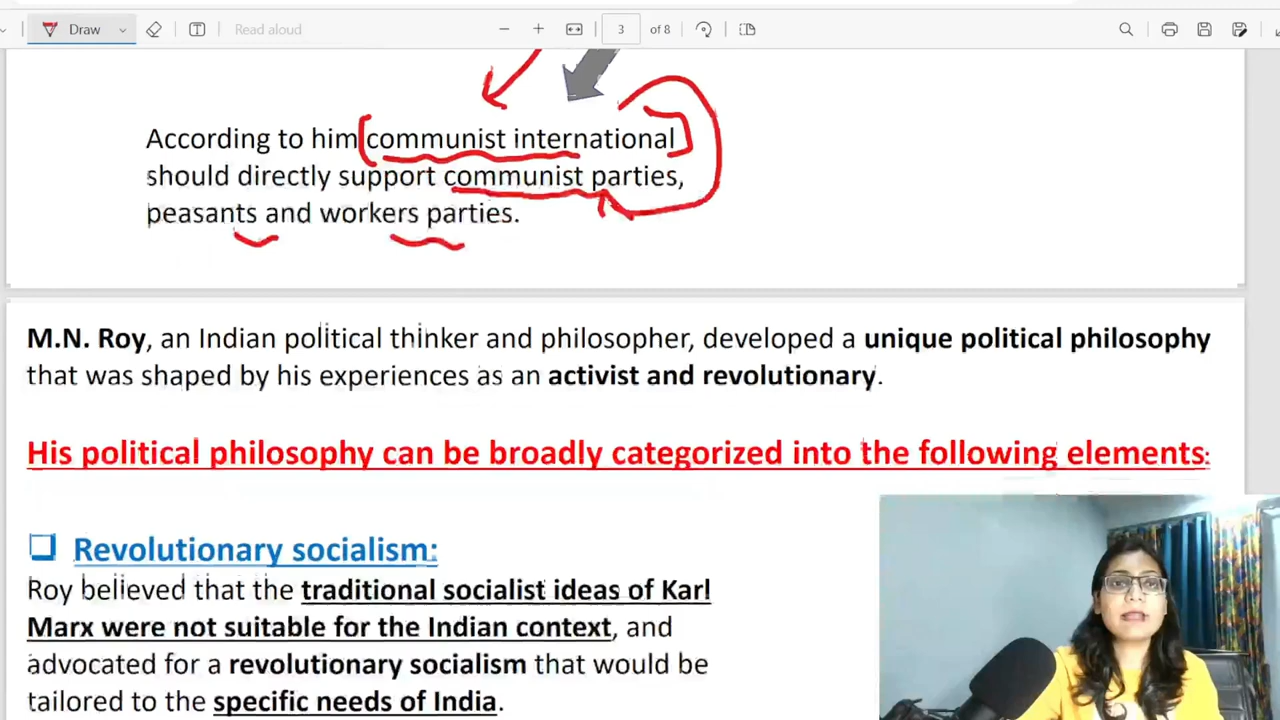 Draw
Read aloud
3 of 8
According to him communist international
should directly support communist parties,
peasants and workers parties.
M.N. Roy, an Indian political thinker and philosopher, developed a unique political philosophy
that was shaped by his experiences as an activist and revolutionary.
His political philosophy can be broadly categorized into the following elements:
Revolutionary socialism:
Roy believed that the traditional socialist ideas of Karl
Marx were not suitable for the Indian context, and
advocated for a revolutionary socialism that would be
tailored to the specific needs of India.